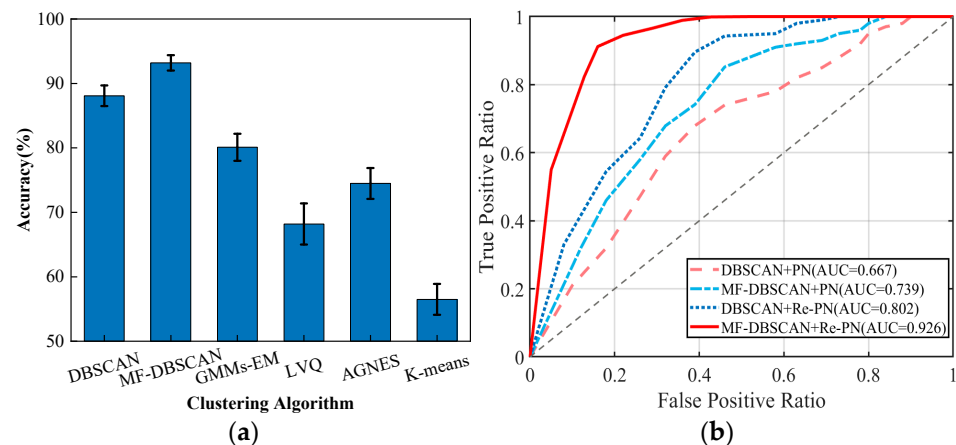 100
90
80
70
60
50
Accuracy(%)
DBSCAN
MF-DBSCAN
GMMs-EM
LVQ
AGNES
K-means
Clustering Algorithm
(a)
1
0.8
0.6
0.4
0.2
0
True Positive Ratio
DBSCAN+PN(AUC=0.667)
MF-DBSCAN+PN(AUC=0.739)
DBSCAN+Re-PN(AUC=0.802)
MF-DBSCAN+Re-PN(AUC=0.926)
0
0.2
0.4
0.6
0.8
1
False Positive Ratio
(b)